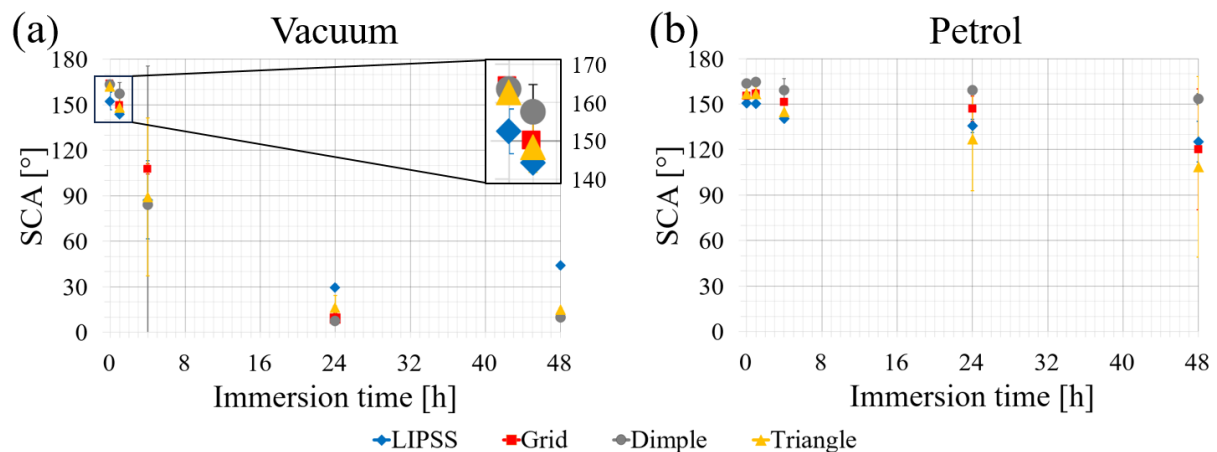 (a) Vacuum
180
150
120
90
60
30
0
SCA [°]
170
160
150
140
0 8 16 24 32 40 48
Immersion time [h]
(b) Petrol
180
150
120
90
60
30
0
SCA [°]
0 8 16 24 32 40 48
Immersion time [h]
LIPSS Grid Dimple Triangle